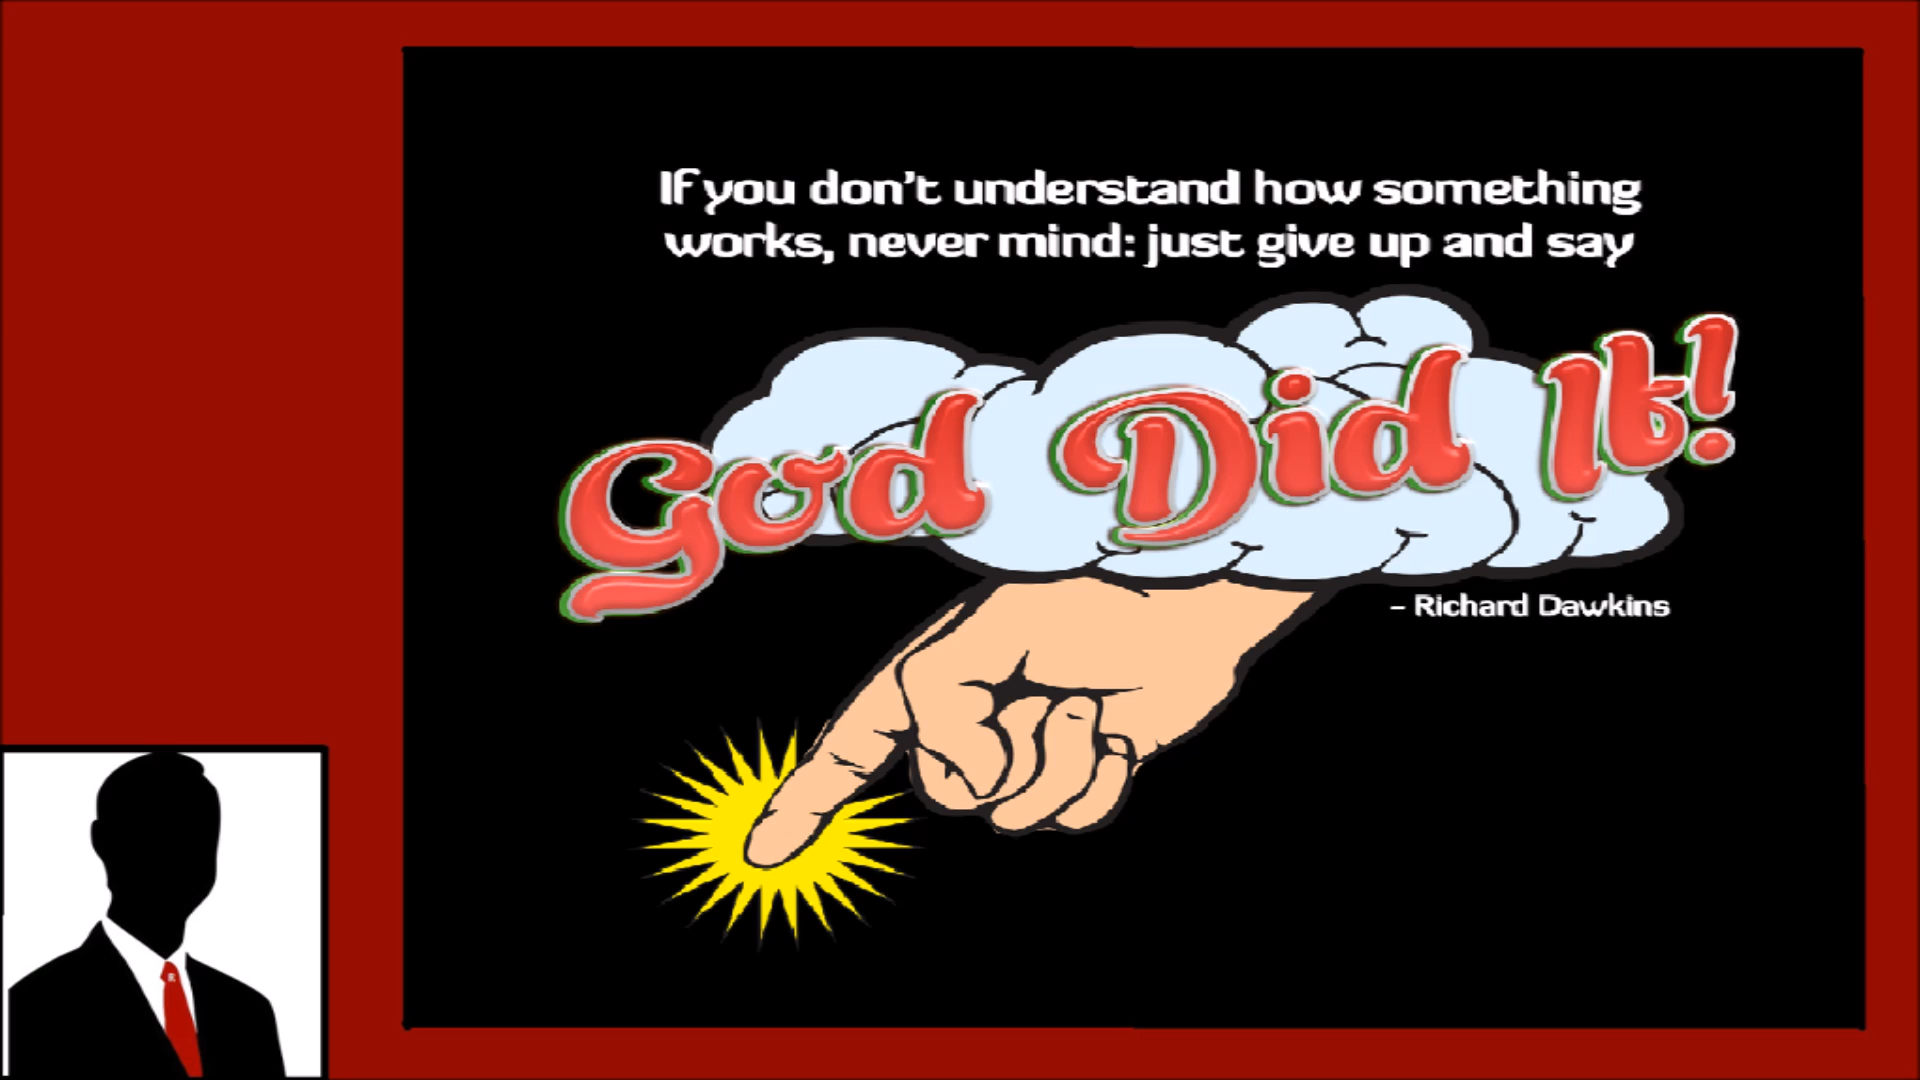 If you don't understand how something
works, never mind: just give up and say
God Did It!
- Richard Dawkins
R